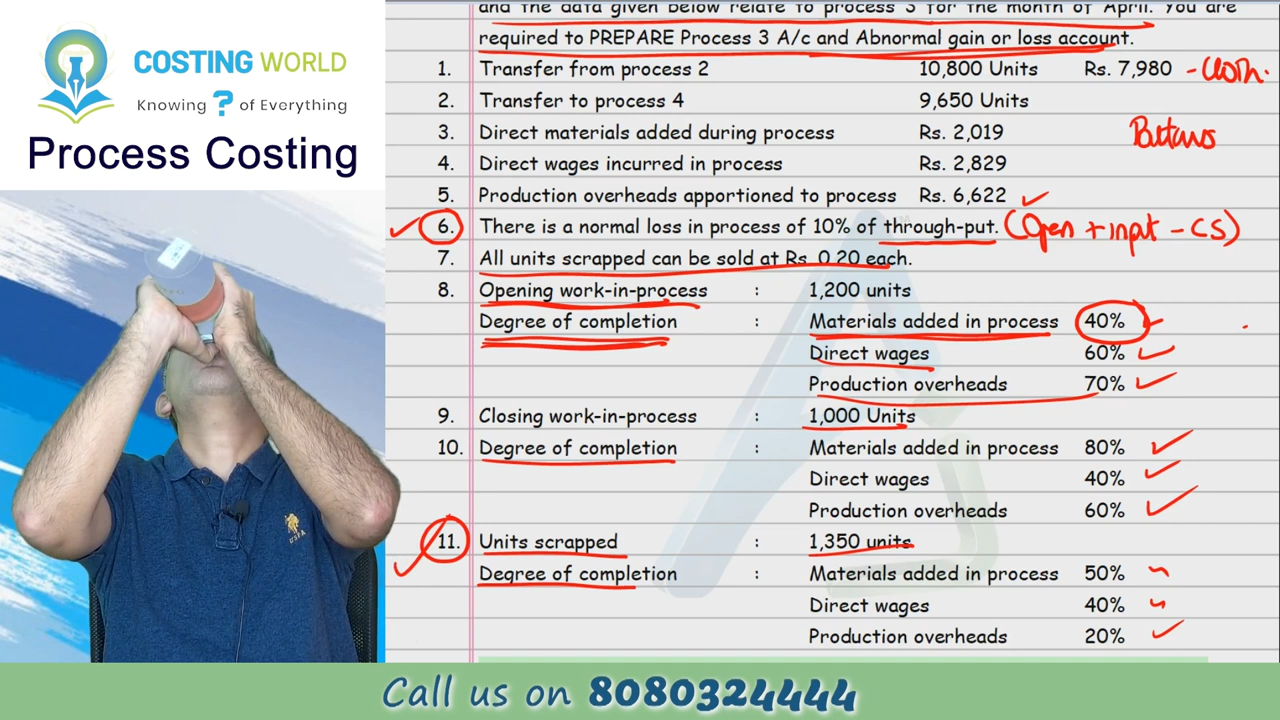 COSTING WORLD
Knowing ? of Everything
Process Costing
and the data given below relate to process 3 for the month of April. You are
required to PREPARE Process 3 A/c and Abnormal gain or loss account.
1. Transfer from process 2 10,800 Units Rs. 7,980 - Cloth.
2. Transfer to process 4 9,650 Units
3. Direct materials added during process Rs. 2,019 Buttons
4. Direct wages incurred in process Rs. 2,829
5. Production overheads apportioned to process Rs. 6,622
6. There is a normal loss in process of 10% of through-put. (Open + input - CS)
7. All units scrapped can be sold at Rs. 0.20 each.
8. Opening work-in-process : 1,200 units
Degree of completion : Materials added in process 40%
Direct wages 60%
Production overheads 70%
9. Closing work-in-process : 1,000 Units
10. Degree of completion : Materials added in process 80%
Direct wages 40%
Production overheads 60%
11. Units scrapped : 1,350 units
Degree of completion : Materials added in process 50%
Direct wages 40%
Production overheads 20%
USPA
Call us on 8080324444